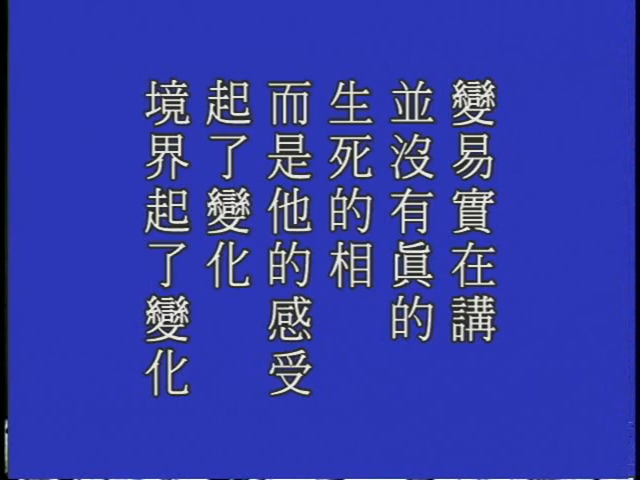 變易實在講
並沒有眞的
生死的相
而是他的感受
起了變化
境界起了變化